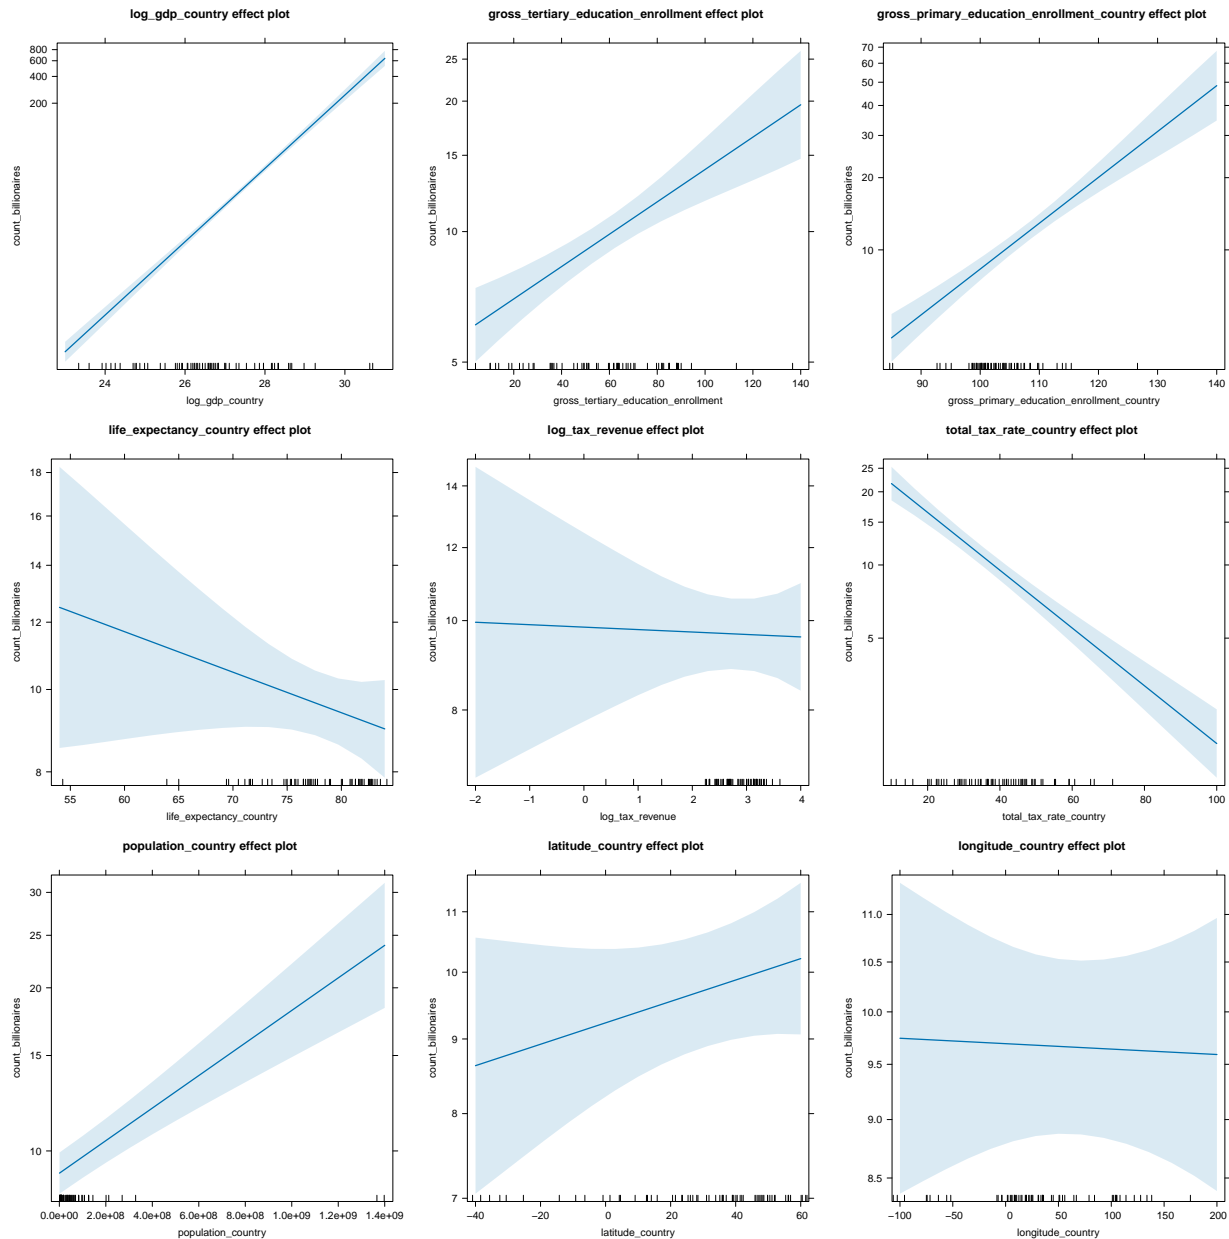 log_gdp_country effect plot
count_billionaires
800
600
400
200
24 26 28 30
log_gdp_country
gross_tertiary_education_enrollment effect plot
count_billionaires
25
20
15
10
5
20 40 60 80 100 120 140
gross_tertiary_education_enrollment
gross_primary_education_enrollment_country effect plot
count_billionaires
70
60
50
40
30
20
10
90 100 110 120 130 140
gross_primary_education_enrollment_country
life_expectancy_country effect plot
count_billionaires
18
16
14
12
10
8
55 60 65 70 75 80
life_expectancy_country
log_tax_revenue effect plot
count_billionaires
14
12
10
8
−2 −1 0 1 2 3 4
log_tax_revenue
total_tax_rate_country effect plot
count_billionaires
25
20
15
10
5
20 40 60 80 100
total_tax_rate_country
population_country effect plot
count_billionaires
30
25
20
15
10
0.0e+00 2.0e+08 4.0e+08 6.0e+08 8.0e+08 1.0e+09 1.2e+09 1.4e+09
population_country
latitude_country effect plot
count_billionaires
11
10
9
8
7
−40 −20 0 20 40 60
latitude_country
longitude_country effect plot
count_billionaires
11.0
10.5
10.0
9.5
9.0
8.5
−100 −50 0 50 100 150 200
longitude_country